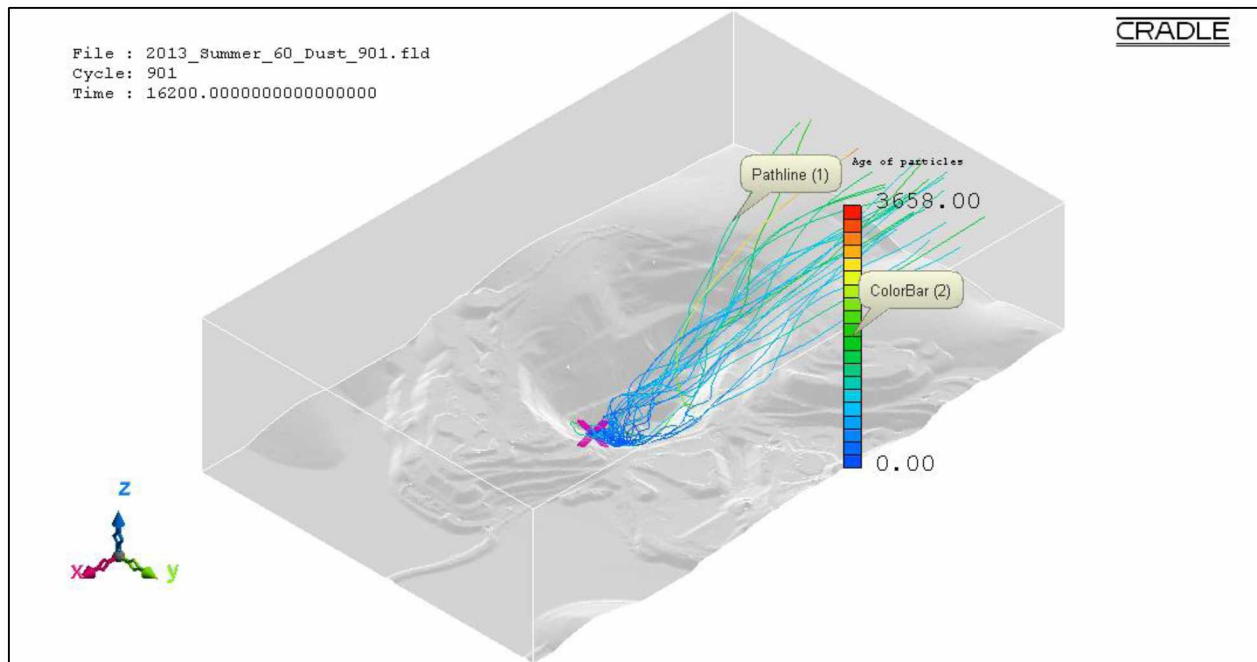 File : 2013_Summer_60_Dust_901.fld
Cycle: 901
Time : 16200.0000000000000000
CRADLE
Age of particles
Pathline (1)
3658.00
ColorBar (2)
0.00
z
x
y